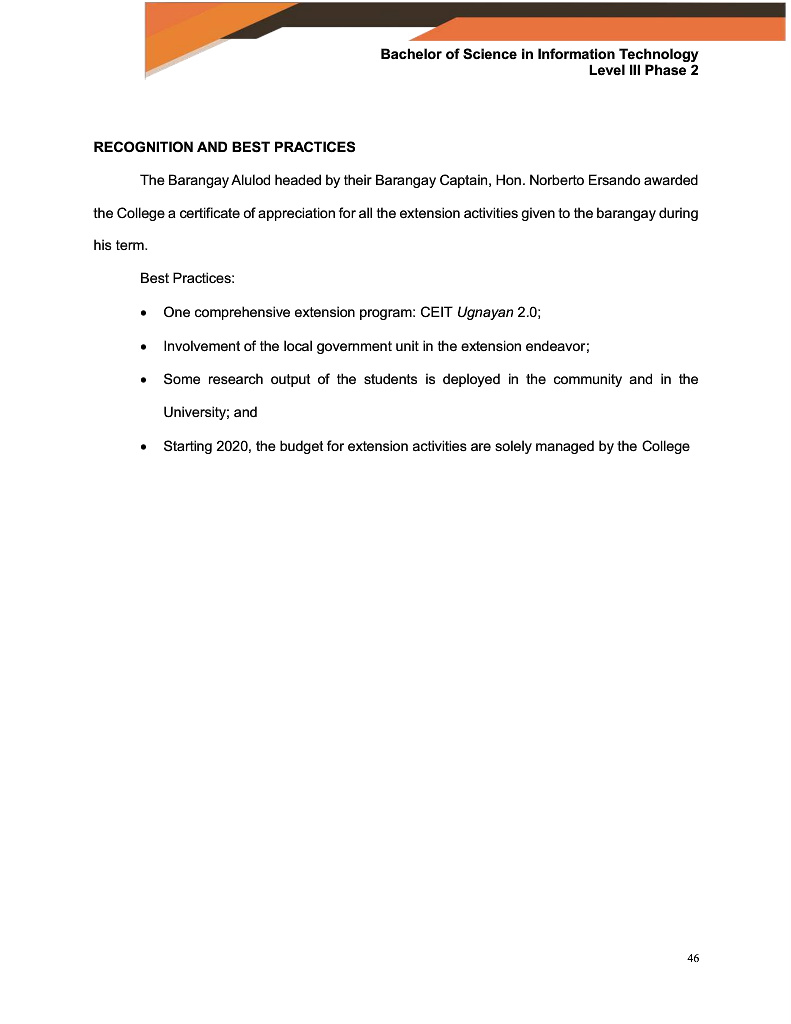 Bachelor of Science in Information Technology
Level III Phase 2
RECOGNITION AND BEST PRACTICES
The Barangay Alulod headed by their Barangay Captain, Hon. Norberto Ersando awarded
the College a certificate of appreciation for all the extension activities given to the barangay during
his term.
Best Practices:
• One comprehensive extension program: CEIT Ugnayan 2.0;
• Involvement of the local government unit in the extension endeavor;
• Some research output of the students is deployed in the community and in the
University; and
• Starting 2020, the budget for extension activities are solely managed by the College
46